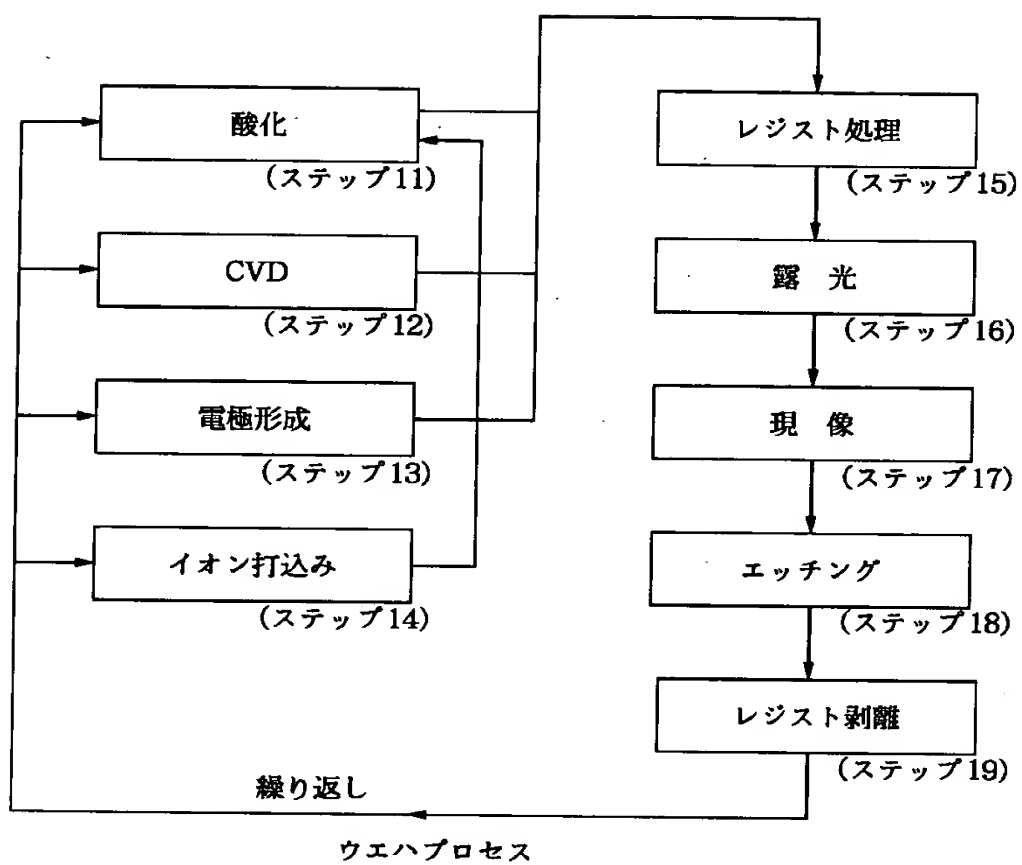 酸化
(ステップ11)
CVD
(ステップ12)
電極形成
(ステップ13)
イオン打込み
(ステップ14)
レジスト処理
(ステップ15)
露 光
(ステップ16)
現 像
(ステップ17)
エッチング
(ステップ18)
レジスト剥離
(ステップ19)
繰り返し
ウエハプロセス